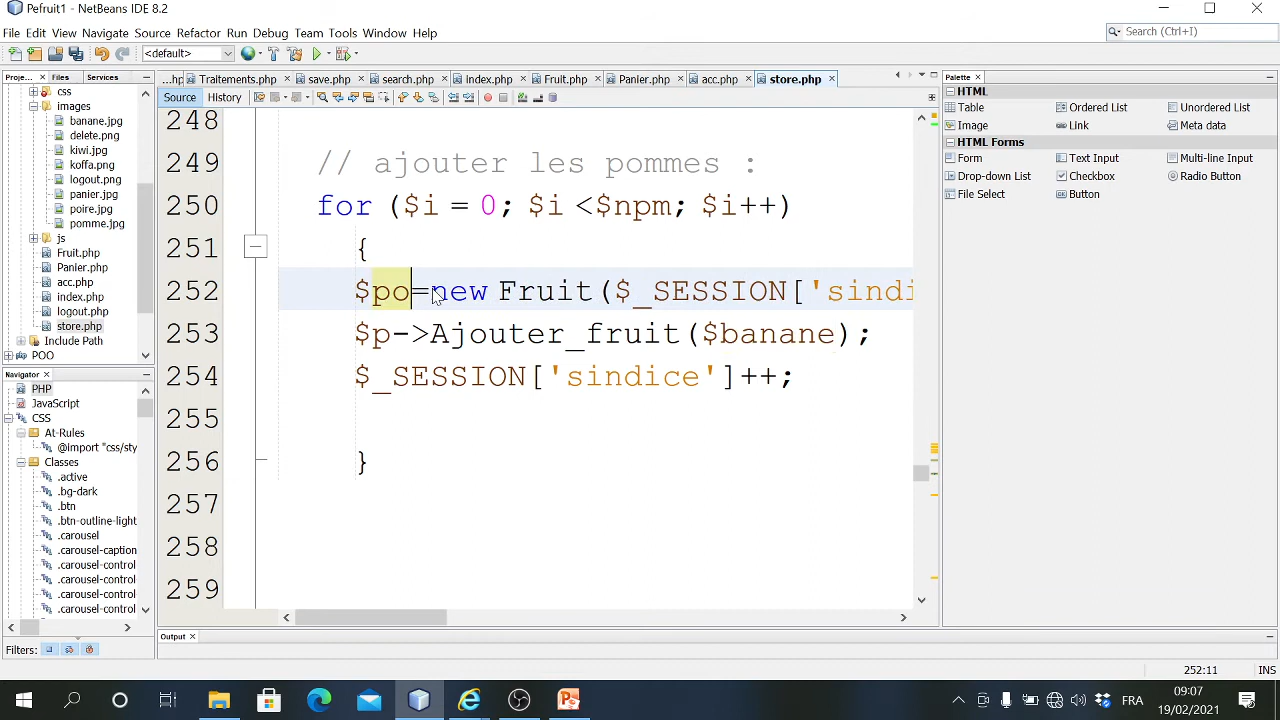 Pefruit1 - NetBeans IDE 8.2
File Edit View Navigate Source Refactor Run Debug Team Tools Window Help
Search (Ctrl+I)
<default>
Proje... Files Services
...hp Traitements.php save.php search.php Index.php Fruit.php Panier.php acc.php store.php
Palette
Source History
HTML
Table Ordered List Unordered List
Image Link Meta data
HTML Forms
Form Text Input Multi-line Input
Drop-down List Checkbox Radio Button
File Select Button
css
images
banane.jpg
delete.png
kiwi.jpg
koffa.png
logout.png
panier.jpg
poire.jpg
pomme.jpg
js
Fruit.php
Panier.php
acc.php
index.php
logout.php
store.php
Include Path
POO
248
249 // ajouter les pommes :
250 for ($i = 0; $i <$npm; $i++)
251 {
252 $po=new Fruit($_SESSION['sindi
253 $p->Ajouter_fruit($banane);
254 $_SESSION['sindice']++;
255
256 }
257
258
259
Navigator
PHP
JavaScript
CSS
At-Rules
@import "css/sty
Classes
.active
.bg-dark
.btn
.btn-outline-light
.carousel
.carousel-caption
.carousel-control
.carousel-control
.carousel-control
.carousel-control
Filters:
Output
252:11 INS
FRA
09:07
19/02/2021